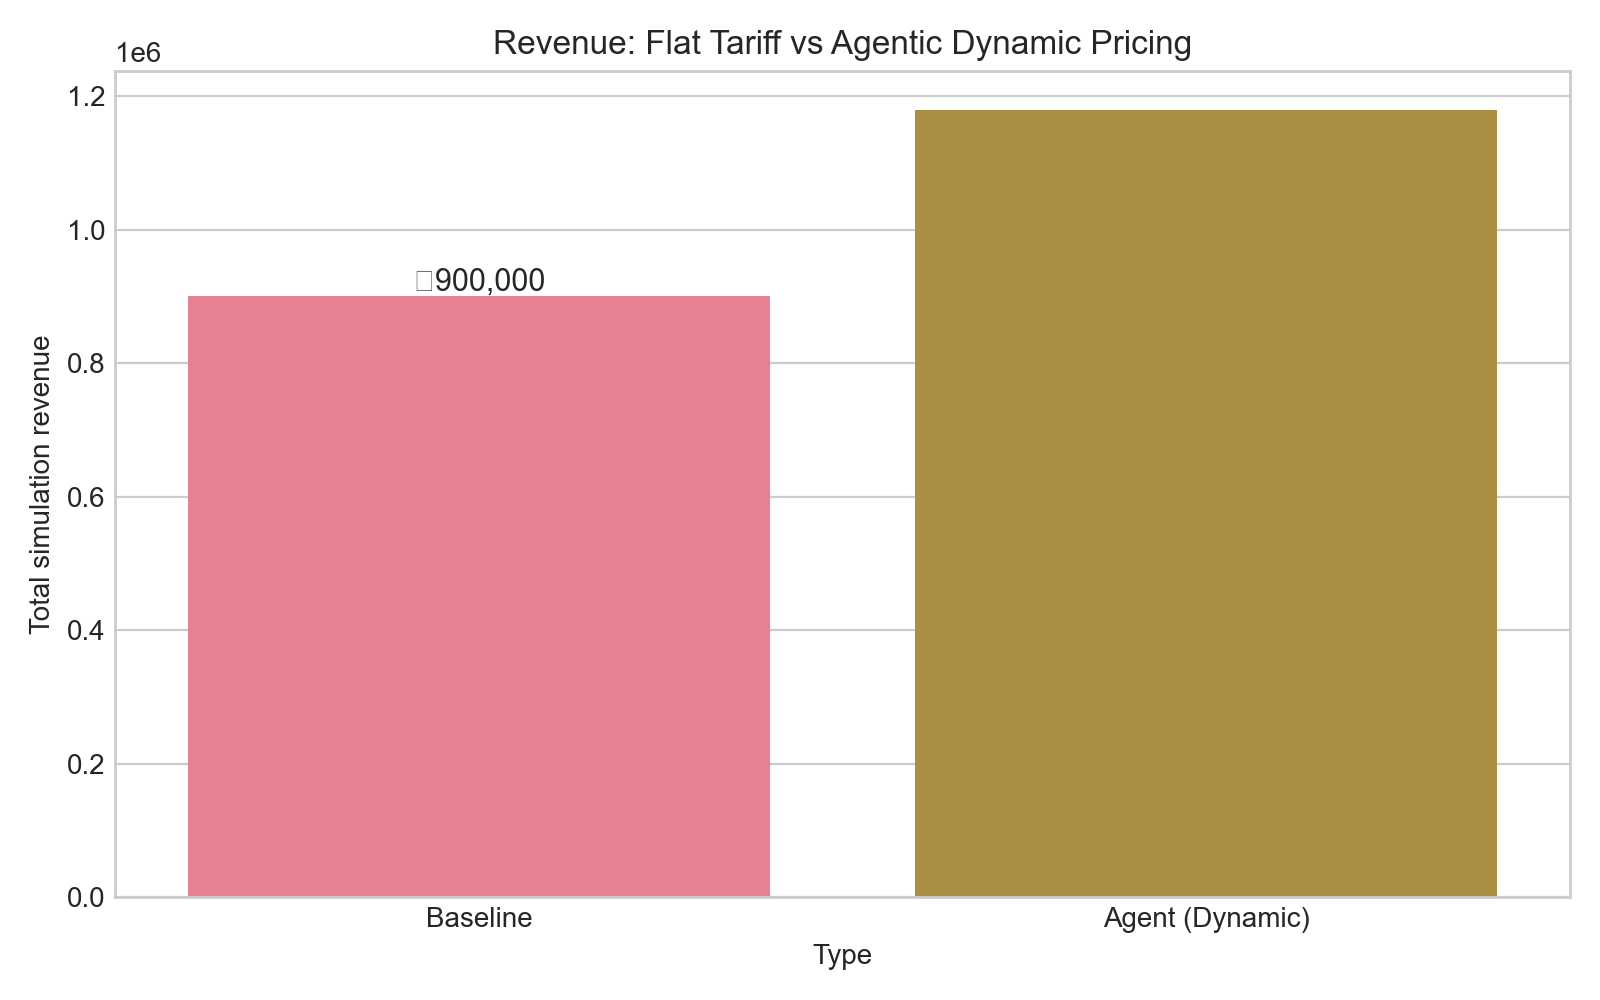 Revenue: Flat Tariff vs Agentic Dynamic Pricing
1e6
1.2
1.0
0.8
0.6
0.4
0.2
0.0
Total simulation revenue
□900,000
Baseline
Agent (Dynamic)
Type